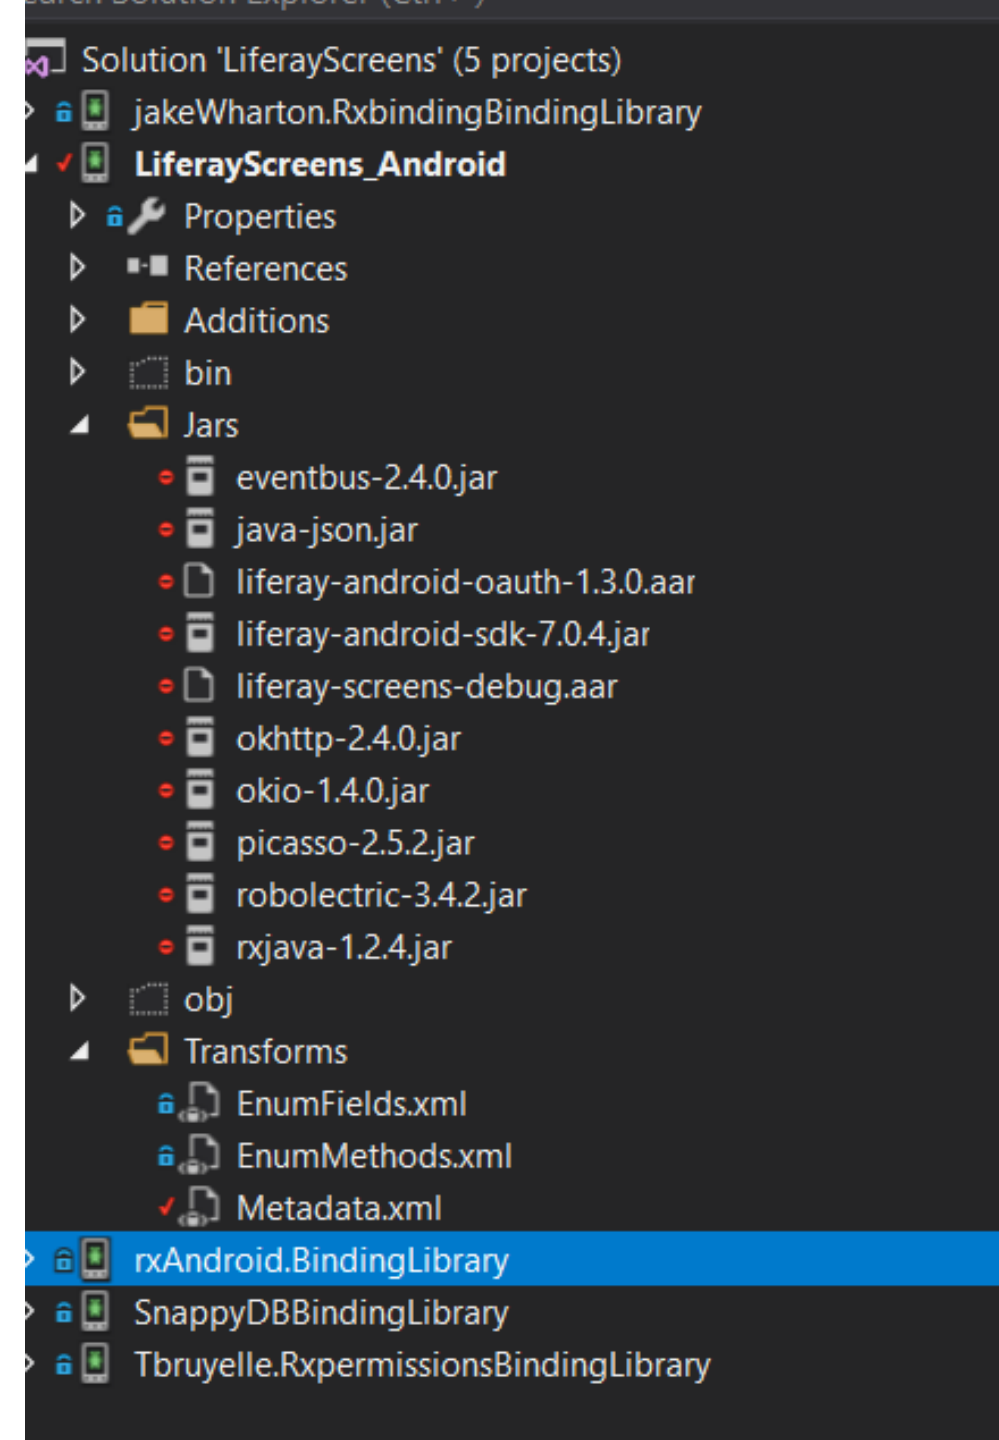 Solution 'LiferayScreens' (5 projects)
jakeWharton.RxbindingBindingLibrary
LiferayScreens_Android
Properties
References
Additions
bin
Jars
eventbus-2.4.0.jar
java-json.jar
liferay-android-oauth-1.3.0.aar
liferay-android-sdk-7.0.4.jar
liferay-screens-debug.aar
okhttp-2.4.0.jar
okio-1.4.0.jar
picasso-2.5.2.jar
robolectric-3.4.2.jar
rxjava-1.2.4.jar
obj
Transforms
EnumFields.xml
EnumMethods.xml
Metadata.xml
rxAndroid.BindingLibrary
SnappyDBBindingLibrary
Tbruyelle.RxpermissionsBindingLibrary